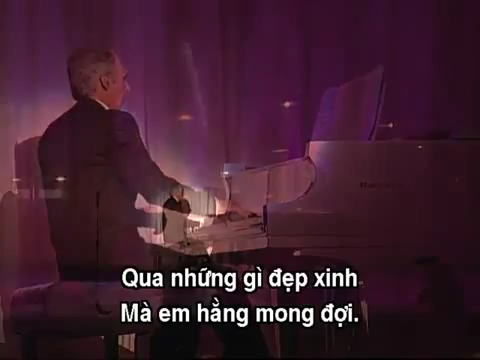 Qua những gì đẹp xinh
Mà em hằng mong đợi.